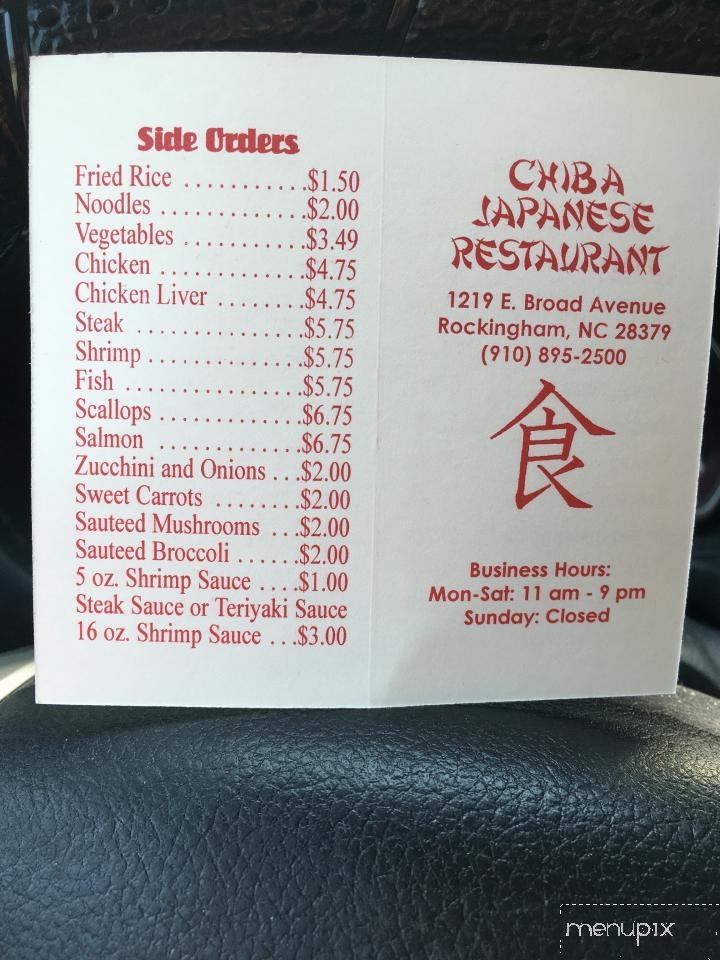 Side Orders
Fried Rice ............$1.50
Noodles ..............$2.00
Vegetables ...........$3.49
Chicken ..............$4.75
Chicken Liver ........$4.75
Steak ................$5.75
Shrimp ...............$5.75
Fish .................$5.75
Scallops .............$6.75
Salmon ..............$6.75
Zucchini and Onions ...$2.00
Sweet Carrots ........$2.00
Sauteed Mushrooms ...$2.00
Sauteed Broccoli ......$2.00
5 oz. Shrimp Sauce ....$1.00
Steak Sauce or Teriyaki Sauce
16 oz. Shrimp Sauce ...$3.00
CHIBA
JAPANESE
RESTAURANT
1219 E. Broad Avenue
Rockingham, NC 28379
(910) 895-2500
食
Business Hours:
Mon-Sat: 11 am - 9 pm
Sunday: Closed
menupix